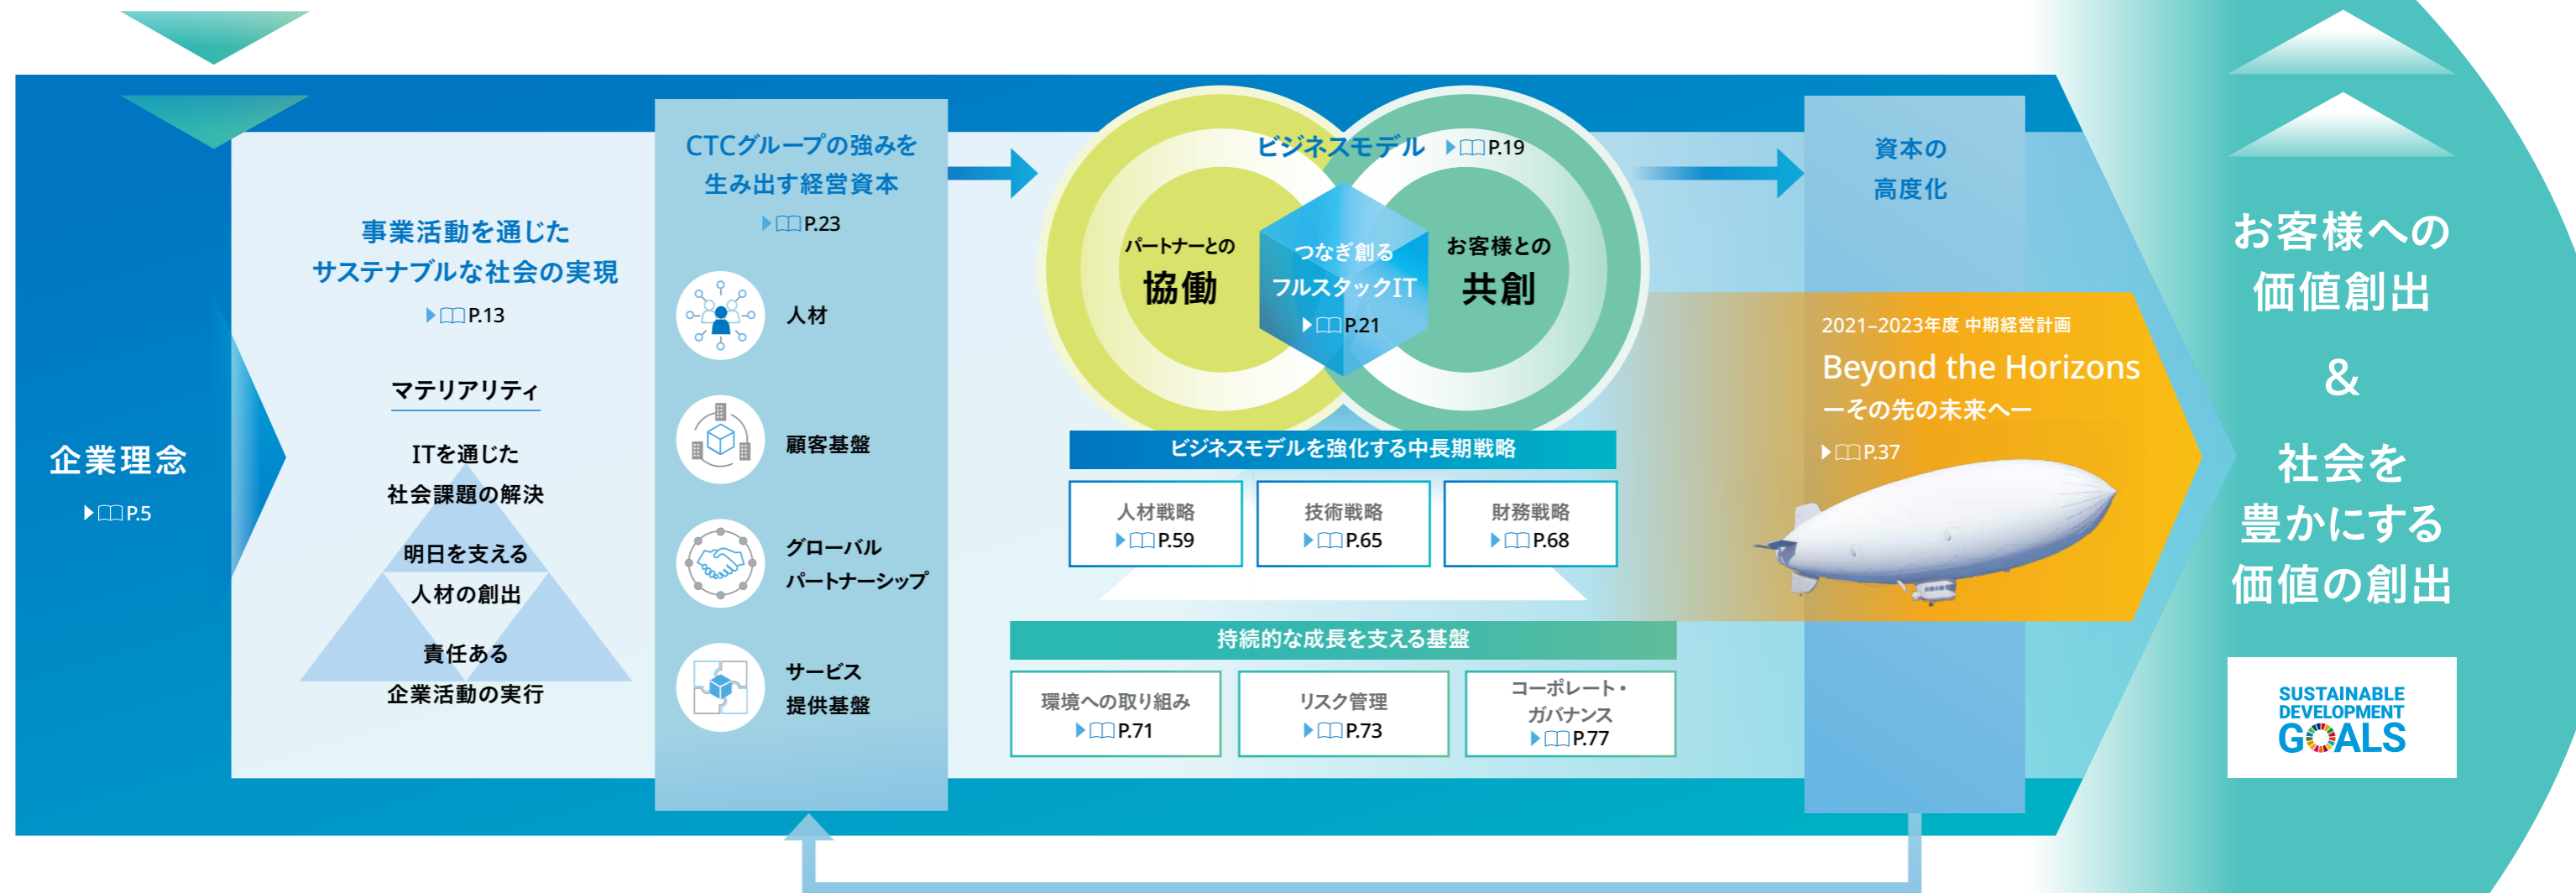 企業理念
P.5
事業活動を通じた
サステナブルな社会の実現
P.13
マテリアリティ
ITを通じた
社会課題の解決
明日を支える
人材の創出
責任ある
企業活動の実行
CTCグループの強みを
生み出す経営資本
P.23
人材
顧客基盤
グローバル
パートナーシップ
サービス
提供基盤
ビジネスモデル P.19
パートナーとの
協働
つなぎ創る
フルスタックIT
P.21
お客様との
共創
ビジネスモデルを強化する中長期戦略
人材戦略
P.59
技術戦略
P.65
財務戦略
P.68
持続的な成長を支える基盤
環境への取り組み
P.71
リスク管理
P.73
コーポレート・
ガバナンス
P.77
資本の
高度化
2021–2023年度 中期経営計画
Beyond the Horizons
ーその先の未来へー
P.37
お客様への
価値創出
&
社会を
豊かにする
価値の創出
SUSTAINABLE
DEVELOPMENT
GOALS